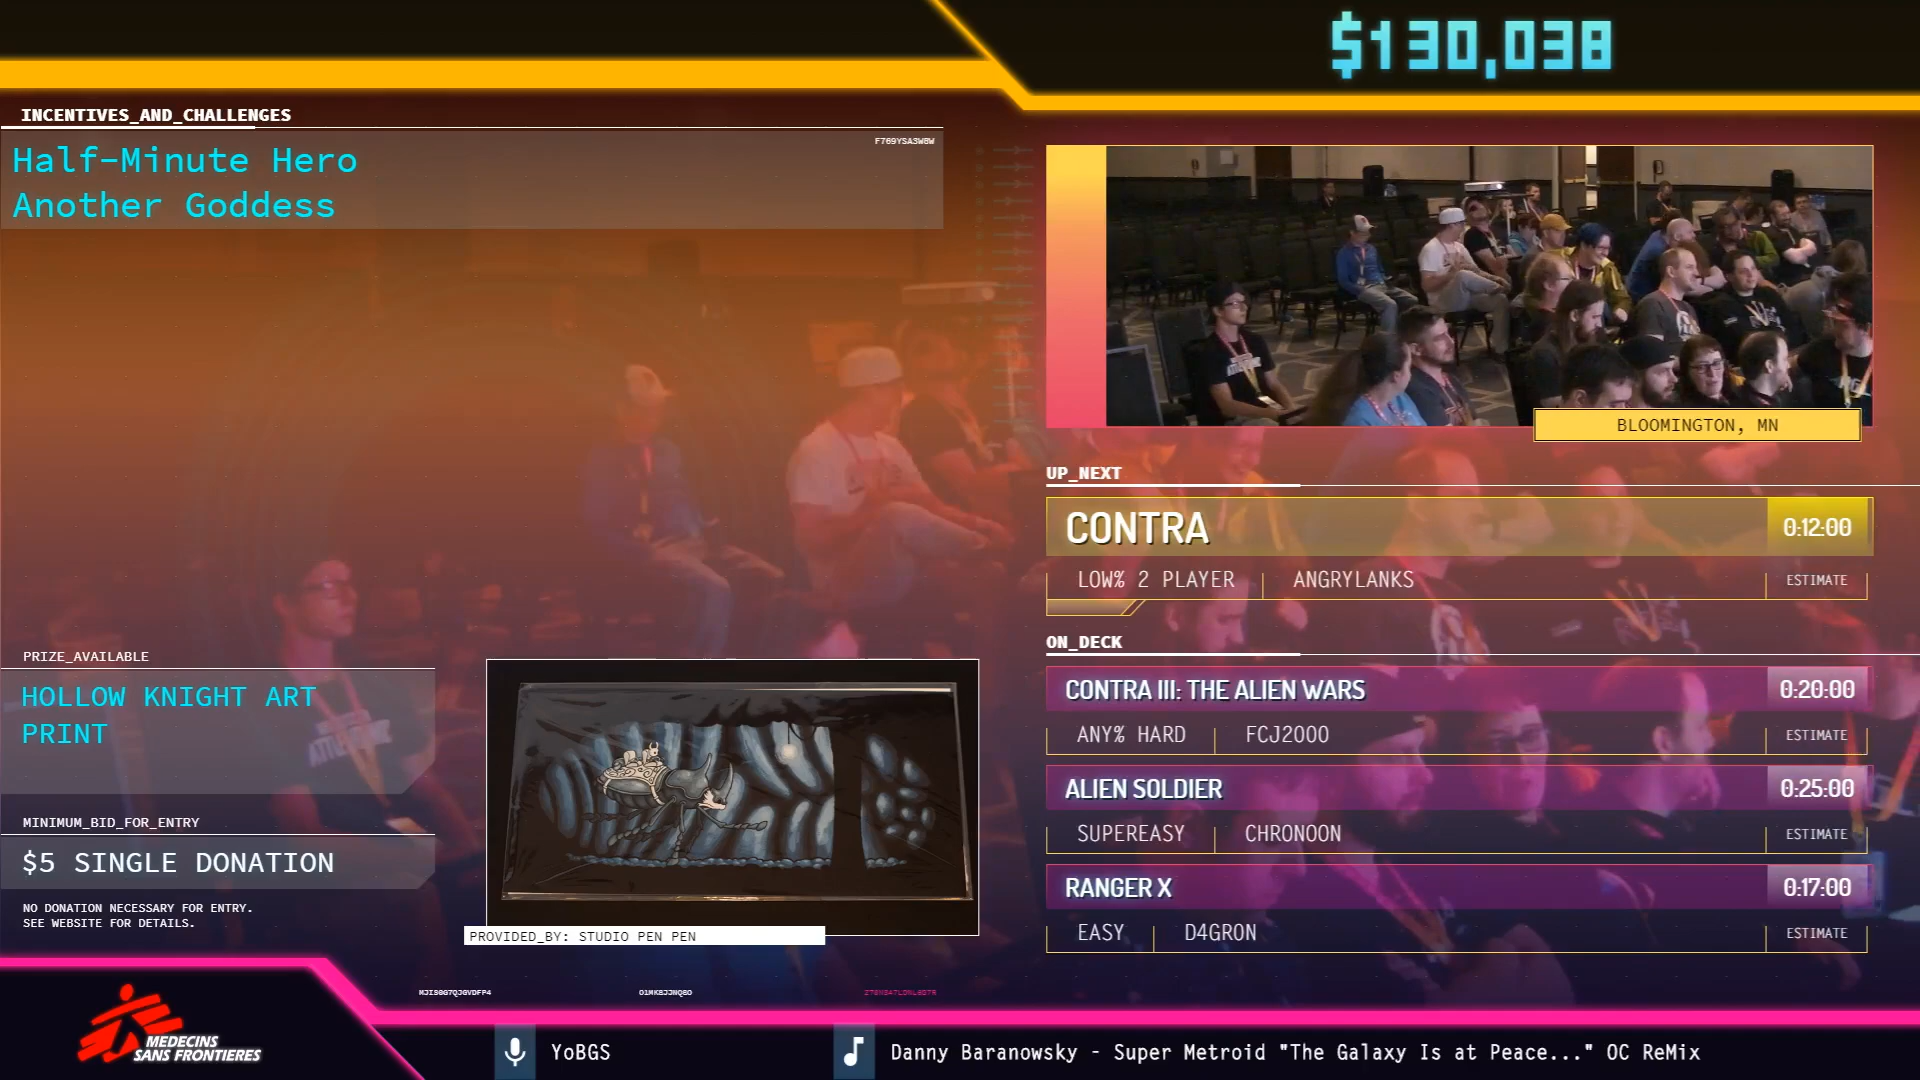 $130,038
INCENTIVES_AND_CHALLENGES
Half-Minute Hero
Another Goddess
BLOOMINGTON, MN
UP_NEXT
CONTRA
0:12:00
LOW% 2 PLAYER
ANGRYLANKS
ESTIMATE
ON_DECK
CONTRA III: THE ALIEN WARS
0:20:00
ANY% HARD
FCJ2000
ESTIMATE
ALIEN SOLDIER
0:25:00
SUPEREASY
CHRONOON
ESTIMATE
RANGER X
0:17:00
EASY
D4GRON
ESTIMATE
PRIZE_AVAILABLE
HOLLOW KNIGHT ART
PRINT
MINIMUM_BID_FOR_ENTRY
$5 SINGLE DONATION
NO DONATION NECESSARY FOR ENTRY.
SEE WEBSITE FOR DETAILS.
PROVIDED_BY: STUDIO PEN PEN
MEDECINS
SANS FRONTIERES
YoBGS
Danny Baranowsky - Super Metroid "The Galaxy Is at Peace..." OC ReMix